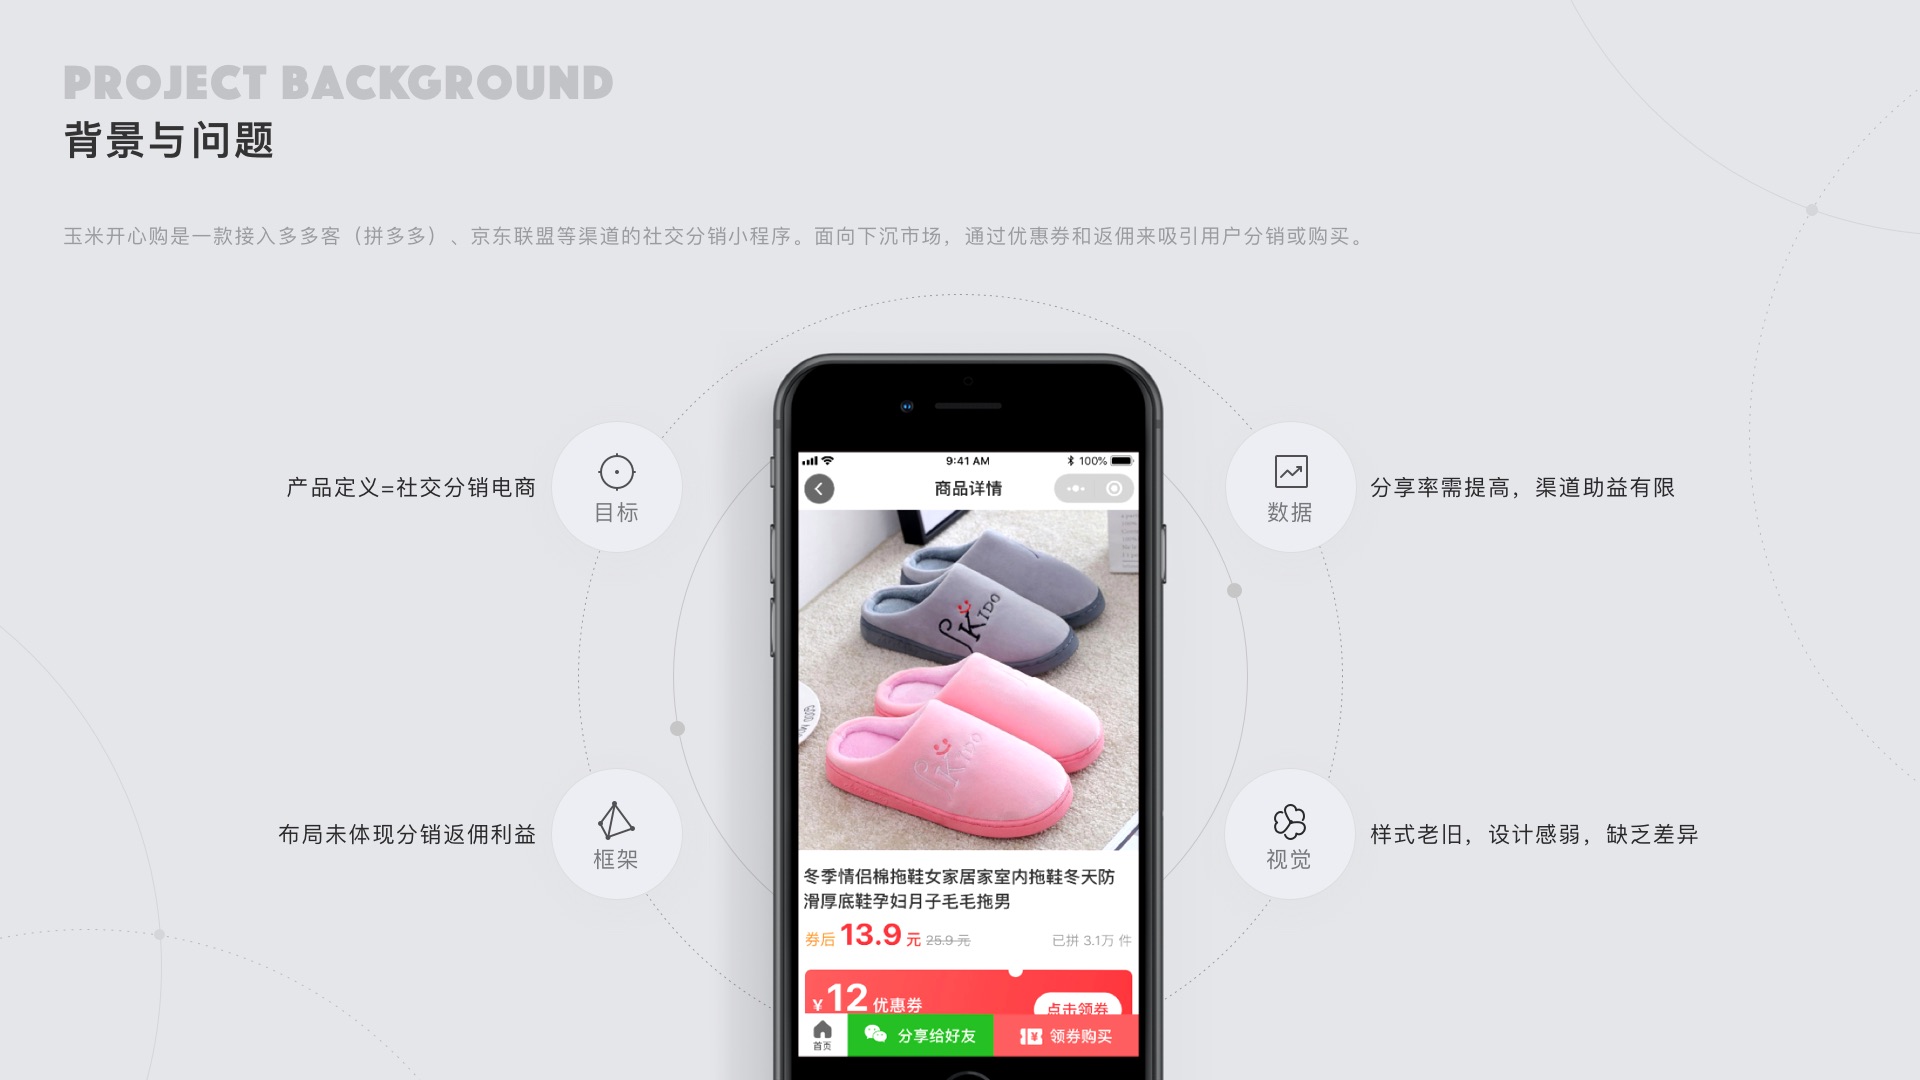 PROJECT BACKGROUND
背景与问题
玉米开心购是一款接入多多客（拼多多）、京东联盟等渠道的社交分销小程序。面向下沉市场，通过优惠券和返佣来吸引用户分销或购买。
产品定义=社交分销电商
目标
数据
分享率需提高，渠道助益有限
布局未体现分销返佣利益
框架
视觉
样式老旧，设计感弱，缺乏差异
9:41 AM
100%
商品详情
KIDO
KIDO
冬季情侣棉拖鞋女家居家室内拖鞋冬天防
滑厚底鞋孕妇月子毛毛拖男
券后 13.9 元 25.9 元
已拼 3.1万 件
¥12 优惠券
点击领券
首页
分享给好友
领券购买